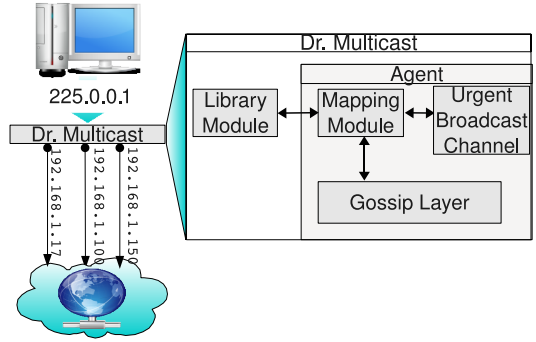 225.0.0.1
Dr. Multicast
192.168.1.17
192.168.1.100
192.168.1.150
Dr. Multicast
Agent
Library
Module
Mapping
Module
Urgent
Broadcast
Channel
Gossip Layer